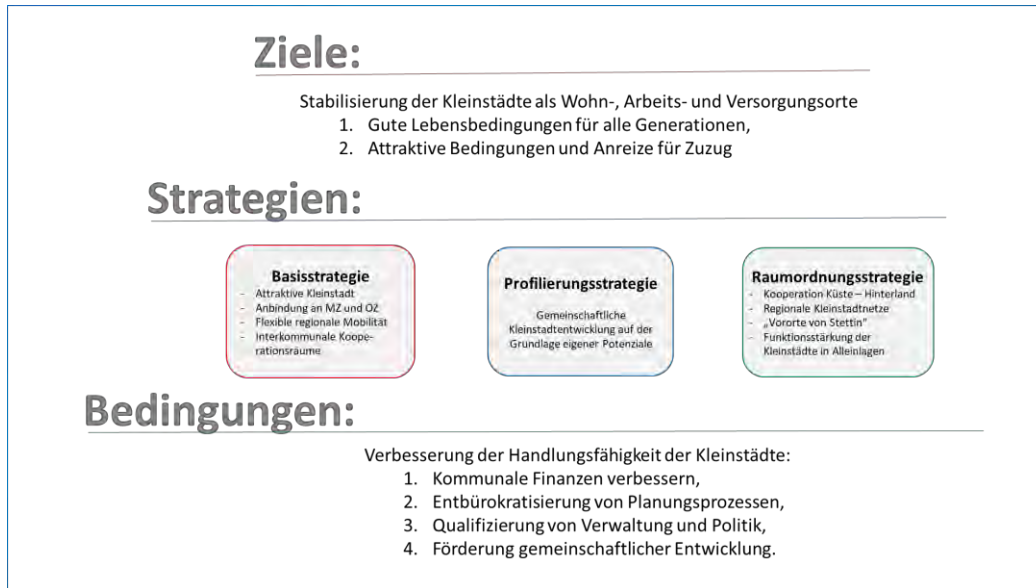 Ziele:
Stabilisierung der Kleinstädte als Wohn-, Arbeits- und Versorgungsorte
1. Gute Lebensbedingungen für alle Generationen,
2. Attraktive Bedingungen und Anreize für Zuzug
Strategien:
Basisstrategie
- Attraktive Kleinstadt
- Anbindung an MZ und OZ
- Flexible regionale Mobilität
- Interkommunale Koope-
rationsräume
Profilierungsstrategie
Gemeinschaftliche
Kleinstadtentwicklung auf der
Grundlage eigener Potenziale
Raumordnungsstrategie
- Kooperation Küste – Hinterland
- Regionale Kleinstadtnetze
- „Vororte von Stettin“
- Funktionsstärkung der
Kleinstädte in Alleinlagen
Bedingungen:
Verbesserung der Handlungsfähigkeit der Kleinstädte:
1. Kommunale Finanzen verbessern,
2. Entbürokratisierung von Planungsprozessen,
3. Qualifizierung von Verwaltung und Politik,
4. Förderung gemeinschaftlicher Entwicklung.